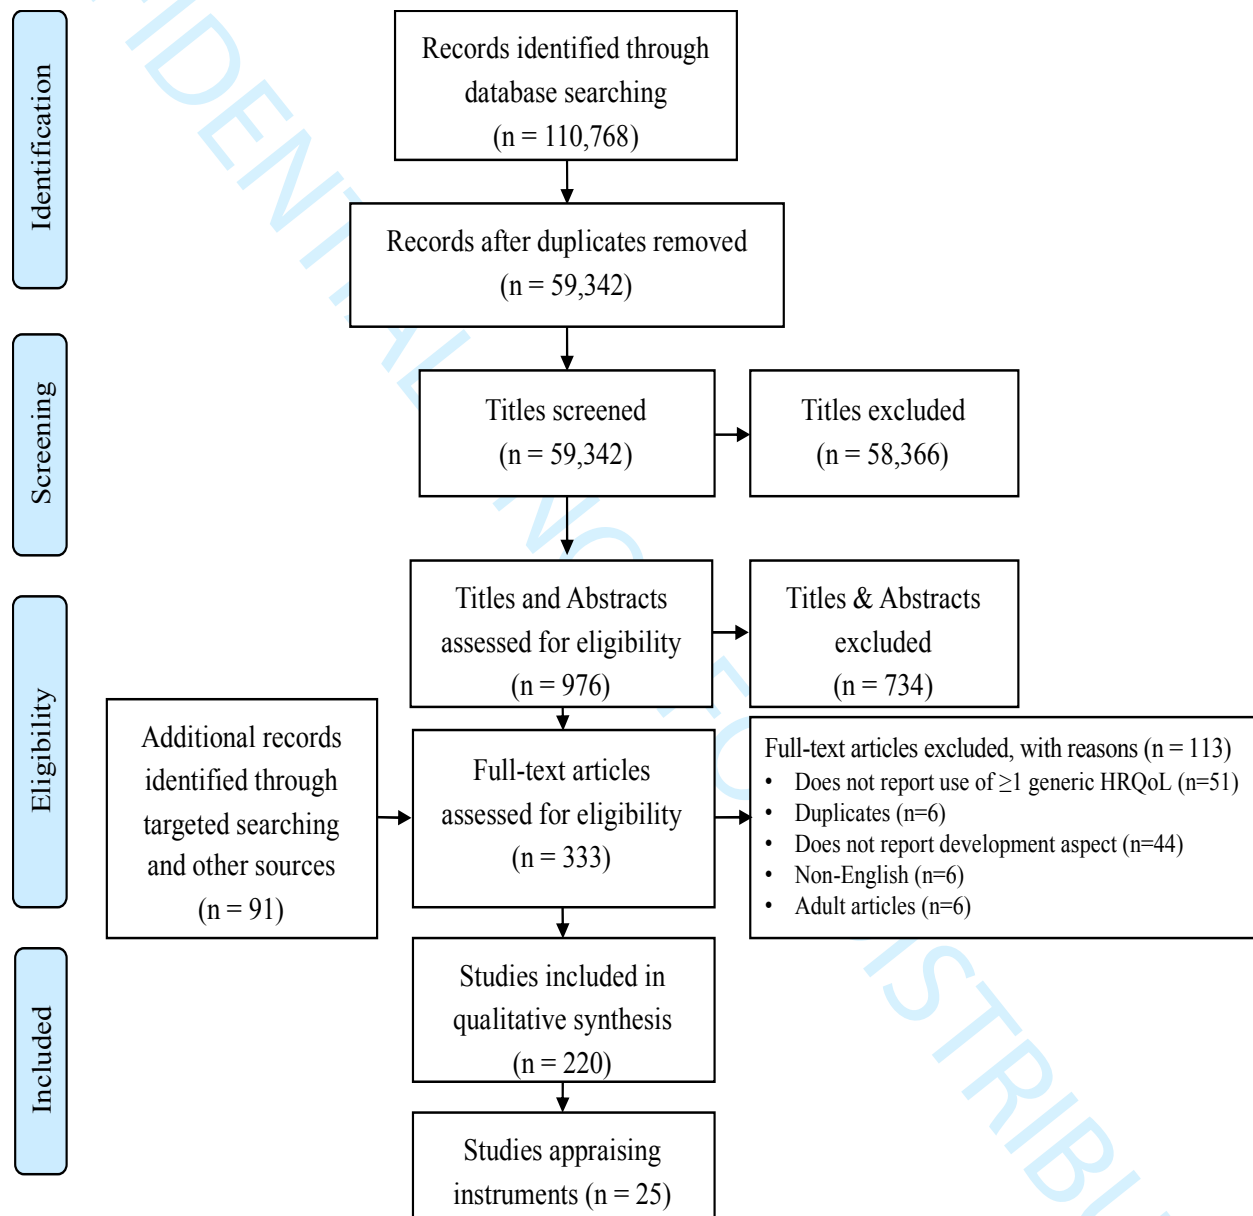 Identification
Records identified through
database searching
(n = 110,768)
Records after duplicates removed
(n = 59,342)
Screening
Titles screened
(n = 59,342)
Titles excluded
(n = 58,366)
Eligibility
Titles and Abstracts
assessed for eligibility
(n = 976)
Titles & Abstracts
excluded
(n = 734)
Additional records
identified through
targeted searching
and other sources
(n = 91)
Full-text articles
assessed for eligibility
(n = 333)
Full-text articles excluded, with reasons (n = 113)
• Does not report use of ≥1 generic HRQoL (n=51)
• Duplicates (n=6)
• Does not report development aspect (n=44)
• Non-English (n=6)
• Adult articles (n=6)
Included
Studies included in
qualitative synthesis
(n = 220)
Studies appraising
instruments (n = 25)